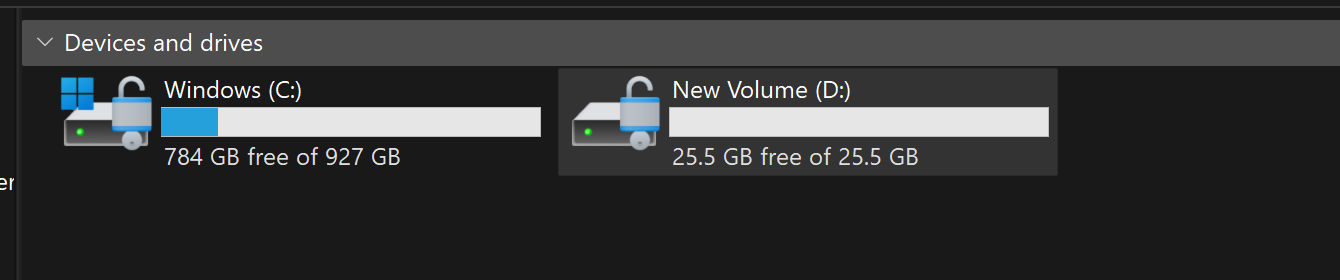 Devices and drives
Windows (C:)
784 GB free of 927 GB
New Volume (D:)
25.5 GB free of 25.5 GB
er